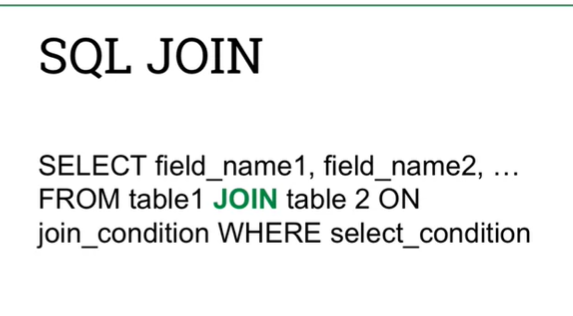 SQL JOIN
SELECT field_name1, field_name2, …
FROM table1 JOIN table 2 ON
join_condition WHERE select_condition